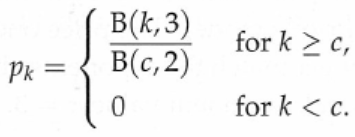 p_k = { B(k, 3) / B(c, 2) for k ≥ c,
0 for k < c.